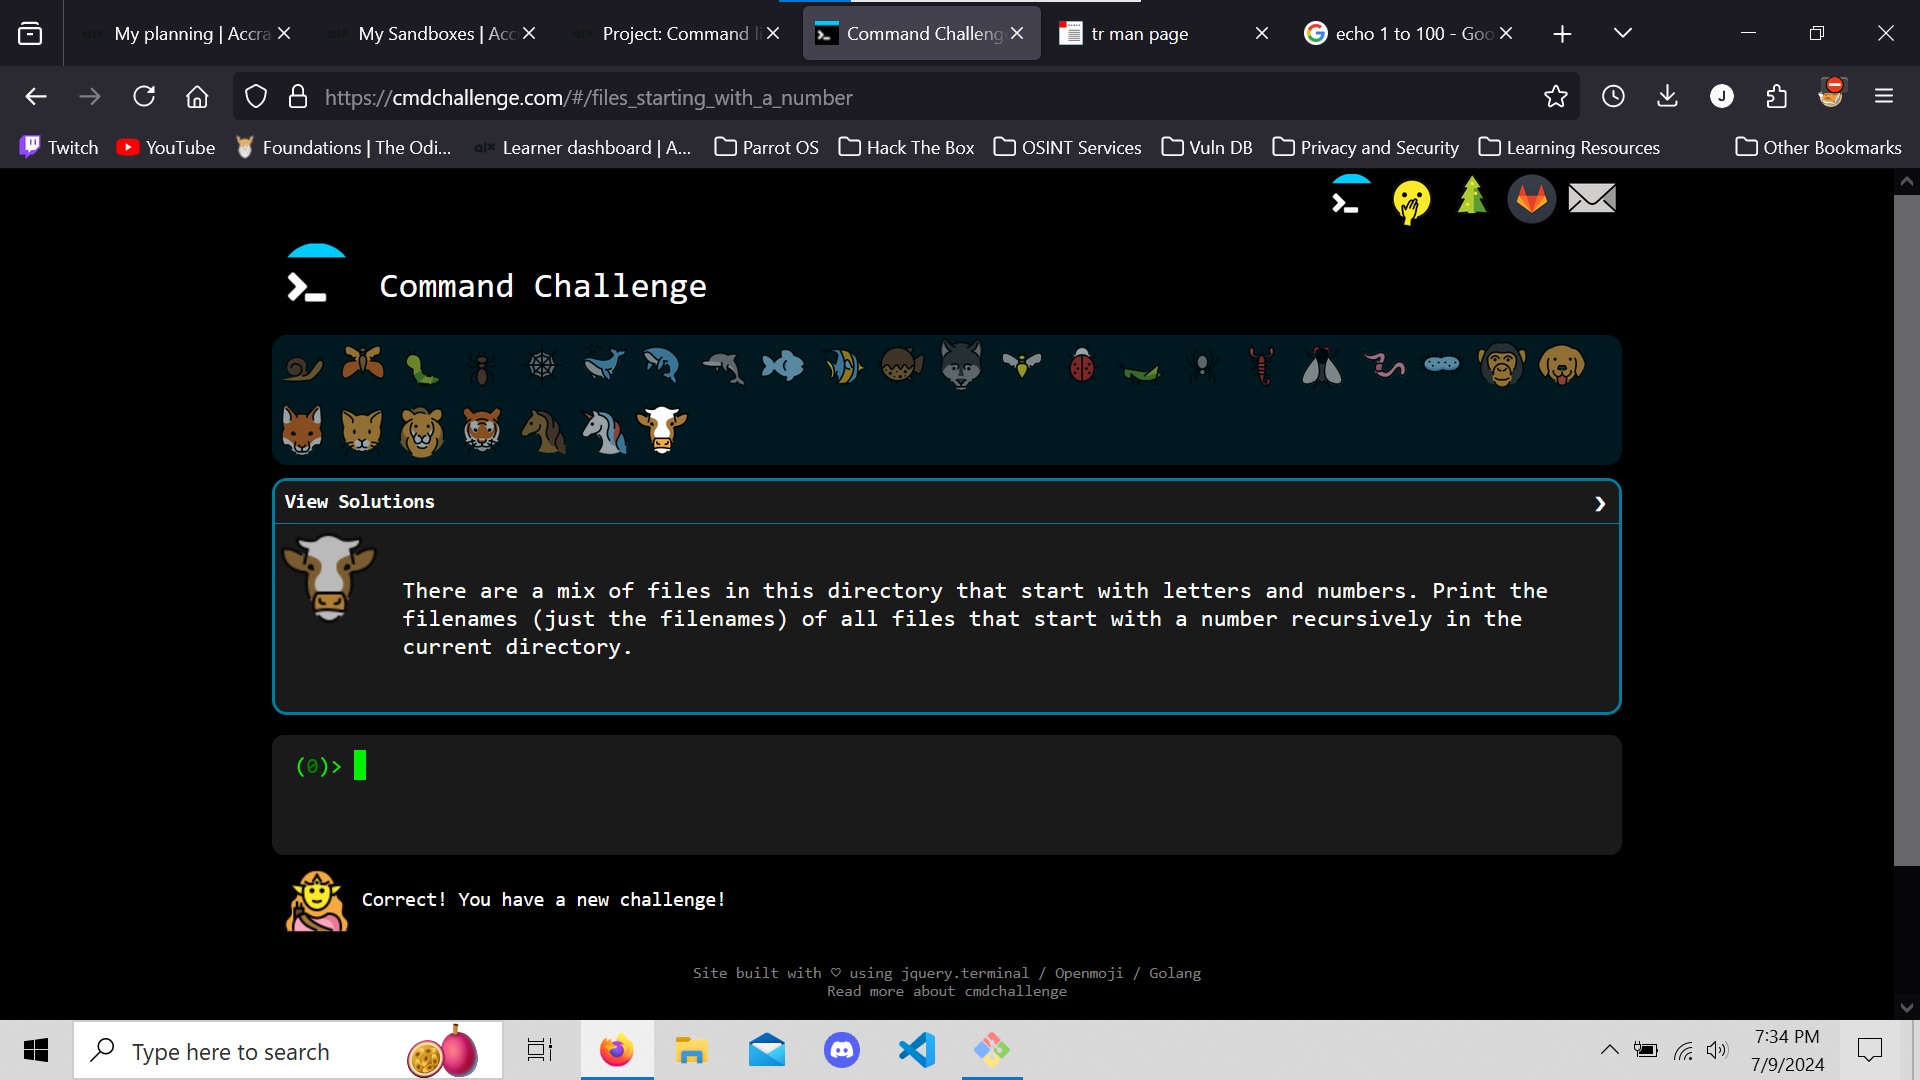 My planning | Accra
My Sandboxes | Acc
Project: Command li
Command Challeng
tr man page
echo 1 to 100 - Goo
https://cmdchallenge.com/#/files_starting_with_a_number
J
Twitch
YouTube
Foundations | The Odi...
Learner dashboard | A...
Parrot OS
Hack The Box
OSINT Services
Vuln DB
Privacy and Security
Learning Resources
Other Bookmarks
Command Challenge
View Solutions
There are a mix of files in this directory that start with letters and numbers. Print the
filenames (just the filenames) of all files that start with a number recursively in the
current directory.
(0)>
Correct! You have a new challenge!
Site built with ♡ using jquery.terminal / Openmoji / Golang
Read more about cmdchallenge
Type here to search
7:34 PM
7/9/2024